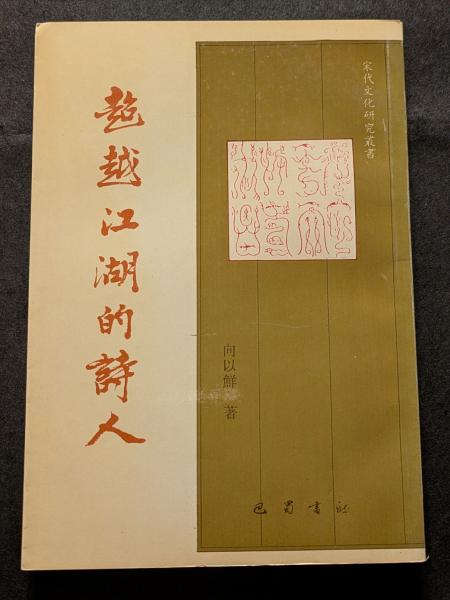 宋代文化研究叢書
超越江湖的詩人
向以鮮 著
巴蜀書社